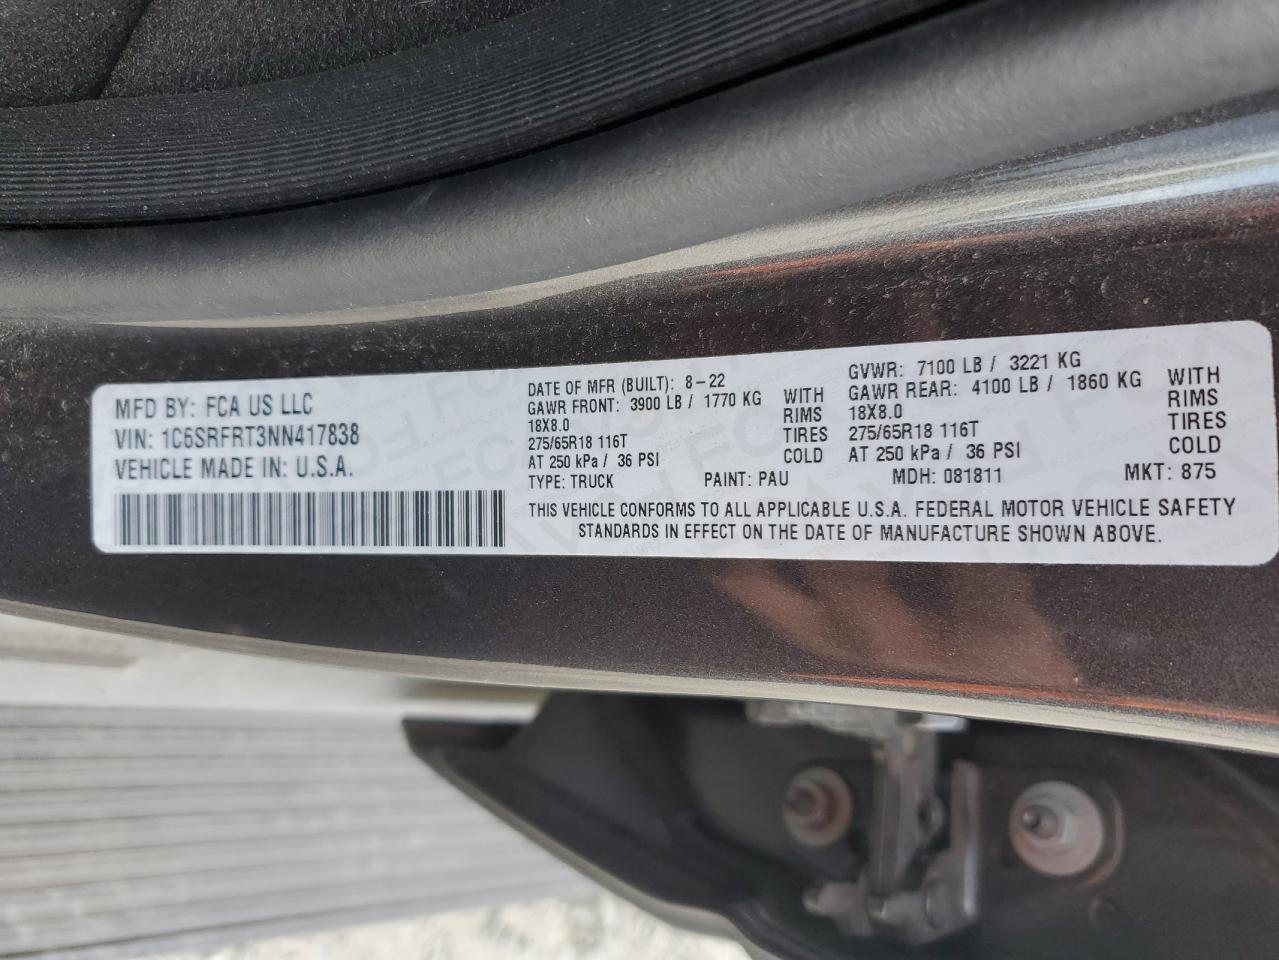 MFD BY: FCA US LLC
VIN: 1C6SRFRT3NN417838
VEHICLE MADE IN: U.S.A.
DATE OF MFR (BUILT): 8-22
GAWR FRONT: 3900 LB / 1770 KG WITH
18X8.0 RIMS
275/65R18 116T TIRES
AT 250 kPa / 36 PSI COLD
GVWR: 7100 LB / 3221 KG
GAWR REAR: 4100 LB / 1860 KG WITH
18X8.0 RIMS
275/65R18 116T TIRES
AT 250 kPa / 36 PSI COLD
TYPE: TRUCK PAINT: PAU MDH: 081811 MKT: 875
THIS VEHICLE CONFORMS TO ALL APPLICABLE U.S.A. FEDERAL MOTOR VEHICLE SAFETY
STANDARDS IN EFFECT ON THE DATE OF MANUFACTURE SHOWN ABOVE.